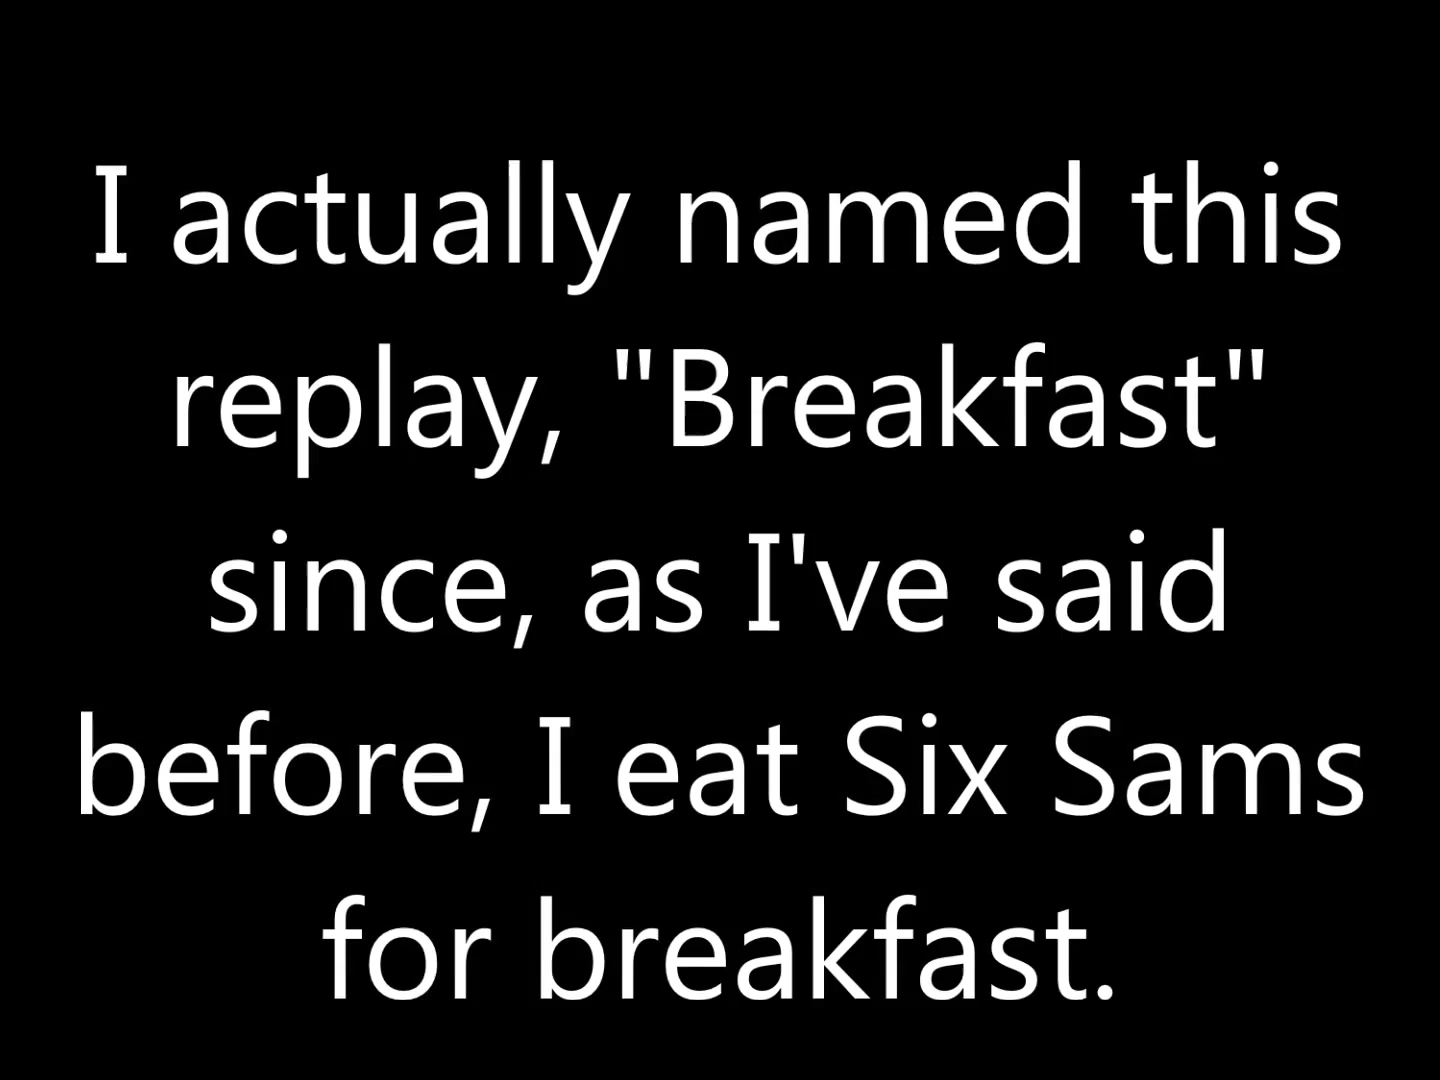 I actually named this
replay, "Breakfast"
since, as I've said
before, I eat Six Sams
for breakfast.